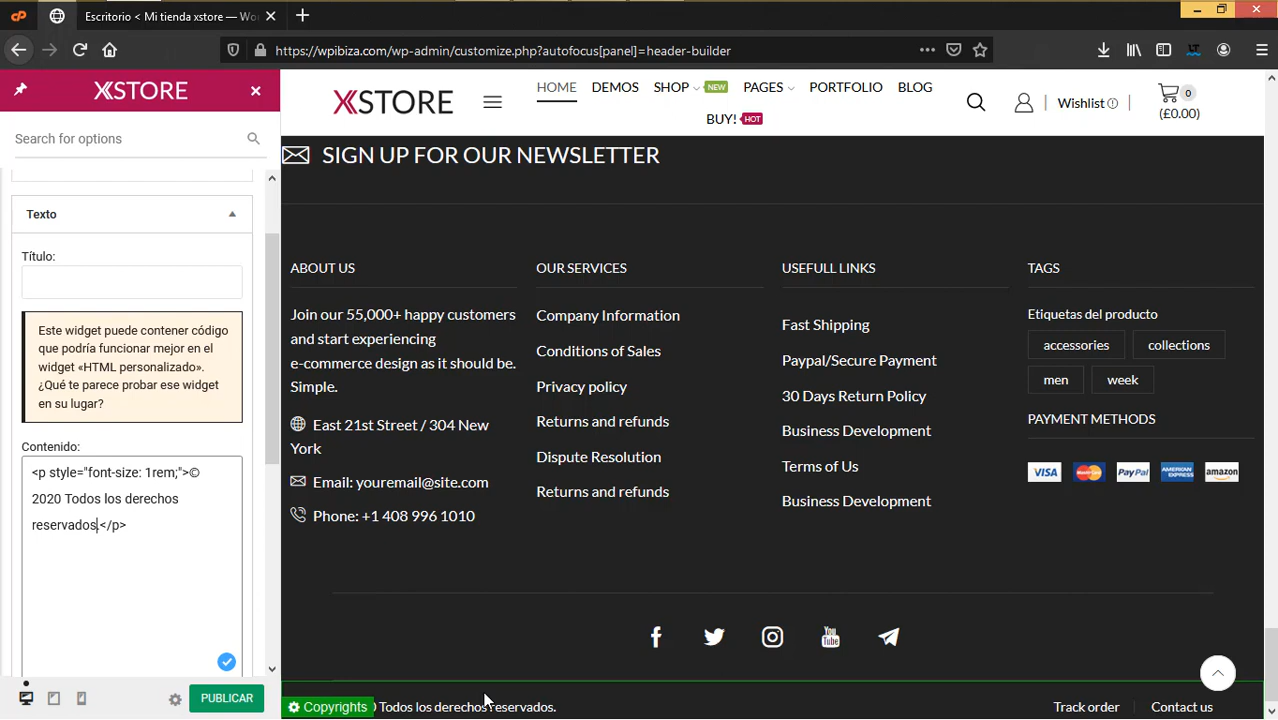 Escritorio < Mi tienda xstore — Wor
https://wpibiza.com/wp-admin/customize.php?autofocus[panel]=header-builder
XSTORE
Search for options
Texto
Título:
Este widget puede contener código
que podría funcionar mejor en el
widget «HTML personalizado».
¿Qué te parece probar ese widget
en su lugar?
Contenido:
<p style="font-size: 1rem;">©
2020 Todos los derechos
reservados.</p>
PUBLICAR
XSTORE
HOME DEMOS SHOP NEW PAGES PORTFOLIO BLOG
BUY! HOT
Wishlist
0
(£0.00)
SIGN UP FOR OUR NEWSLETTER
ABOUT US
Join our 55,000+ happy customers
and start experiencing
e-commerce design as it should be.
Simple.
East 21st Street / 304 New
York
Email: youremail@site.com
Phone: +1 408 996 1010
OUR SERVICES
Company Information
Conditions of Sales
Privacy policy
Returns and refunds
Dispute Resolution
Returns and refunds
USEFULL LINKS
Fast Shipping
Paypal/Secure Payment
30 Days Return Policy
Business Development
Terms of Us
Business Development
TAGS
Etiquetas del producto
accessories collections
men week
PAYMENT METHODS
VISA MasterCard PayPal AMERICAN EXPRESS amazon
You Tube
Copyrights
Todos los derechos reservados.
Track order Contact us